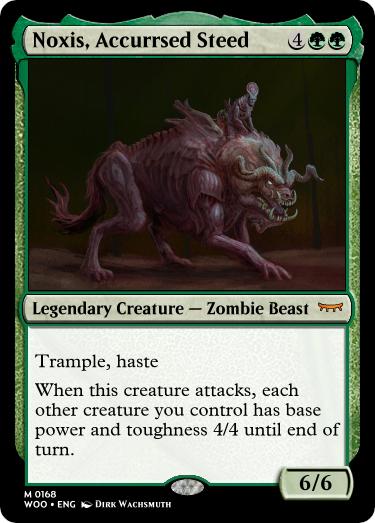 Noxis, Accurrsed Steed 4
Legendary Creature — Zombie Beast
Trample, haste
When this creature attacks, each
other creature you control has base
power and toughness 4/4 until end of
turn.
6/6
M 0168
WOO • ENG Dirk Wachsmuth